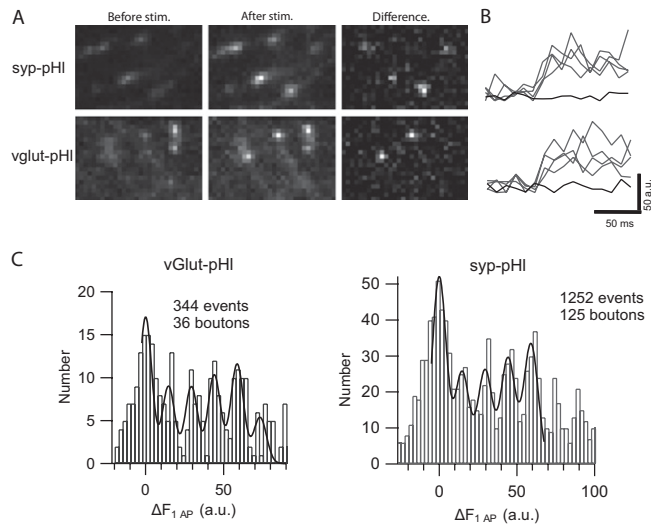 A
Before stim.
After stim.
Difference.
B
syp-pHl
vglut-pHl
50 a.u.
50 ms
C
vGlut-pHl
344 events
36 boutons
Number
20
15
10
5
0
0
50
ΔF1 AP (a.u.)
syp-pHl
1252 events
125 boutons
Number
50
40
30
20
10
0
0
50
100
ΔF1 AP (a.u.)